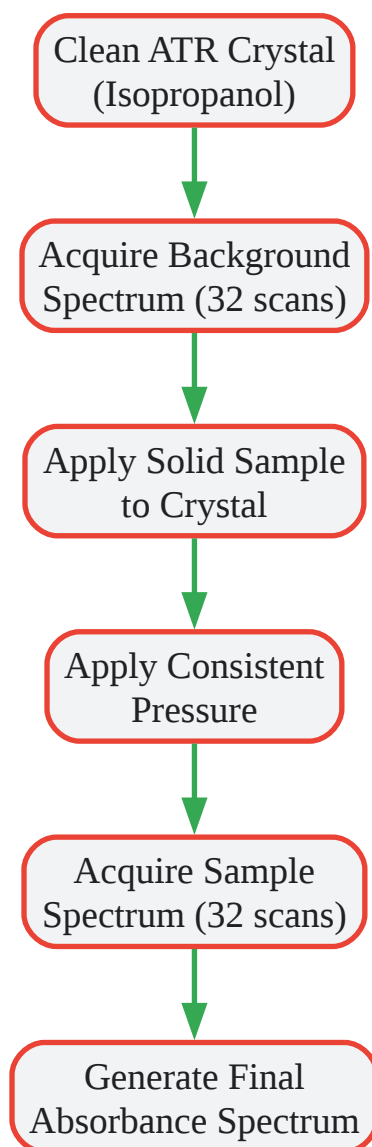 Clean ATR Crystal
(Isopropanol)
Acquire Background
Spectrum (32 scans)
Apply Solid Sample
to Crystal
Apply Consistent
Pressure
Acquire Sample
Spectrum (32 scans)
Generate Final
Absorbance Spectrum